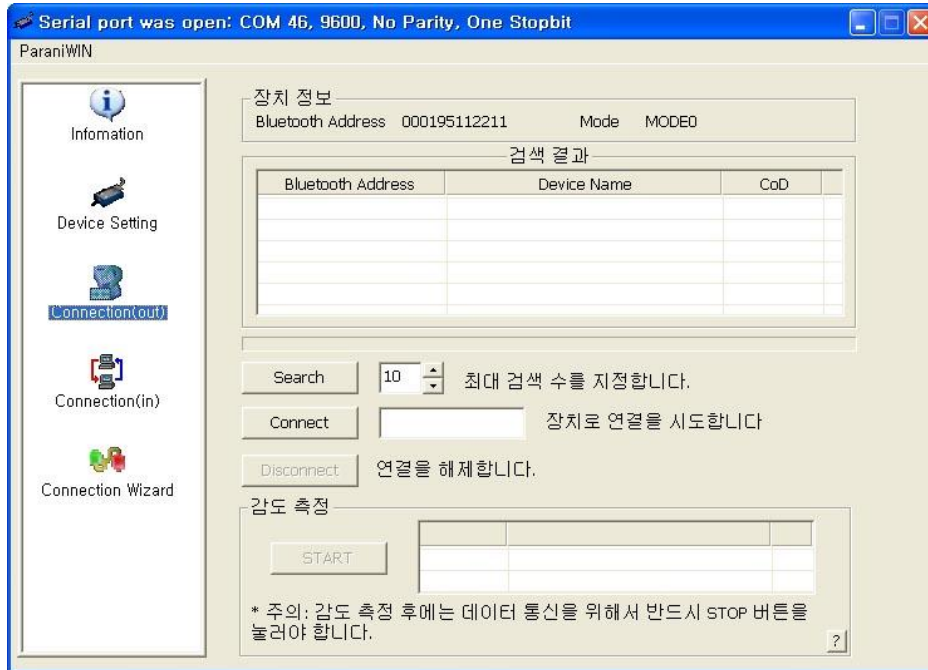 Serial port was open: COM 46, 9600, No Parity, One Stopbit
ParaniWIN
Infomation
Device Setting
Connection(out)
Connection(in)
Connection Wizard
장치 정보
Bluetooth Address 000195112211 Mode MODE0
검색 결과
Bluetooth Address Device Name CoD
Search 10 최대 검색 수를 지정합니다.
Connect 장치로 연결을 시도합니다
Disconnect 연결을 해제합니다.
감도 측정
START
* 주의: 감도 측정 후에는 데이터 통신을 위해서 반드시 STOP 버튼을
눌러야 합니다.
?